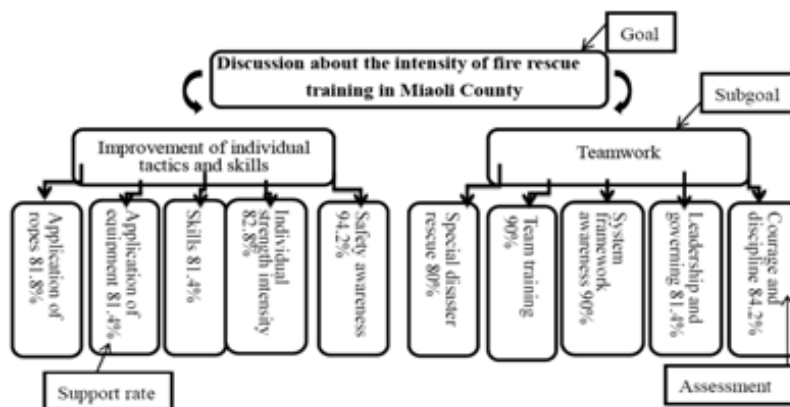 Goal
Discussion about the intensity of fire rescue
training in Miaoli County
Subgoal
Improvement of individual
tactics and skills
Teamwork
Application of
ropes 81.8%
Application of
equipment 81.4%
Skills 81.4%
Individual
strength intensity
82.8%
Safety awareness
94.2%
Special disaster
rescue 80%
Team training
90%
System
framework
awareness 90%
Leadership and
governing 81.4%
Courage and
discipline 84.2%
Support rate
Assessment